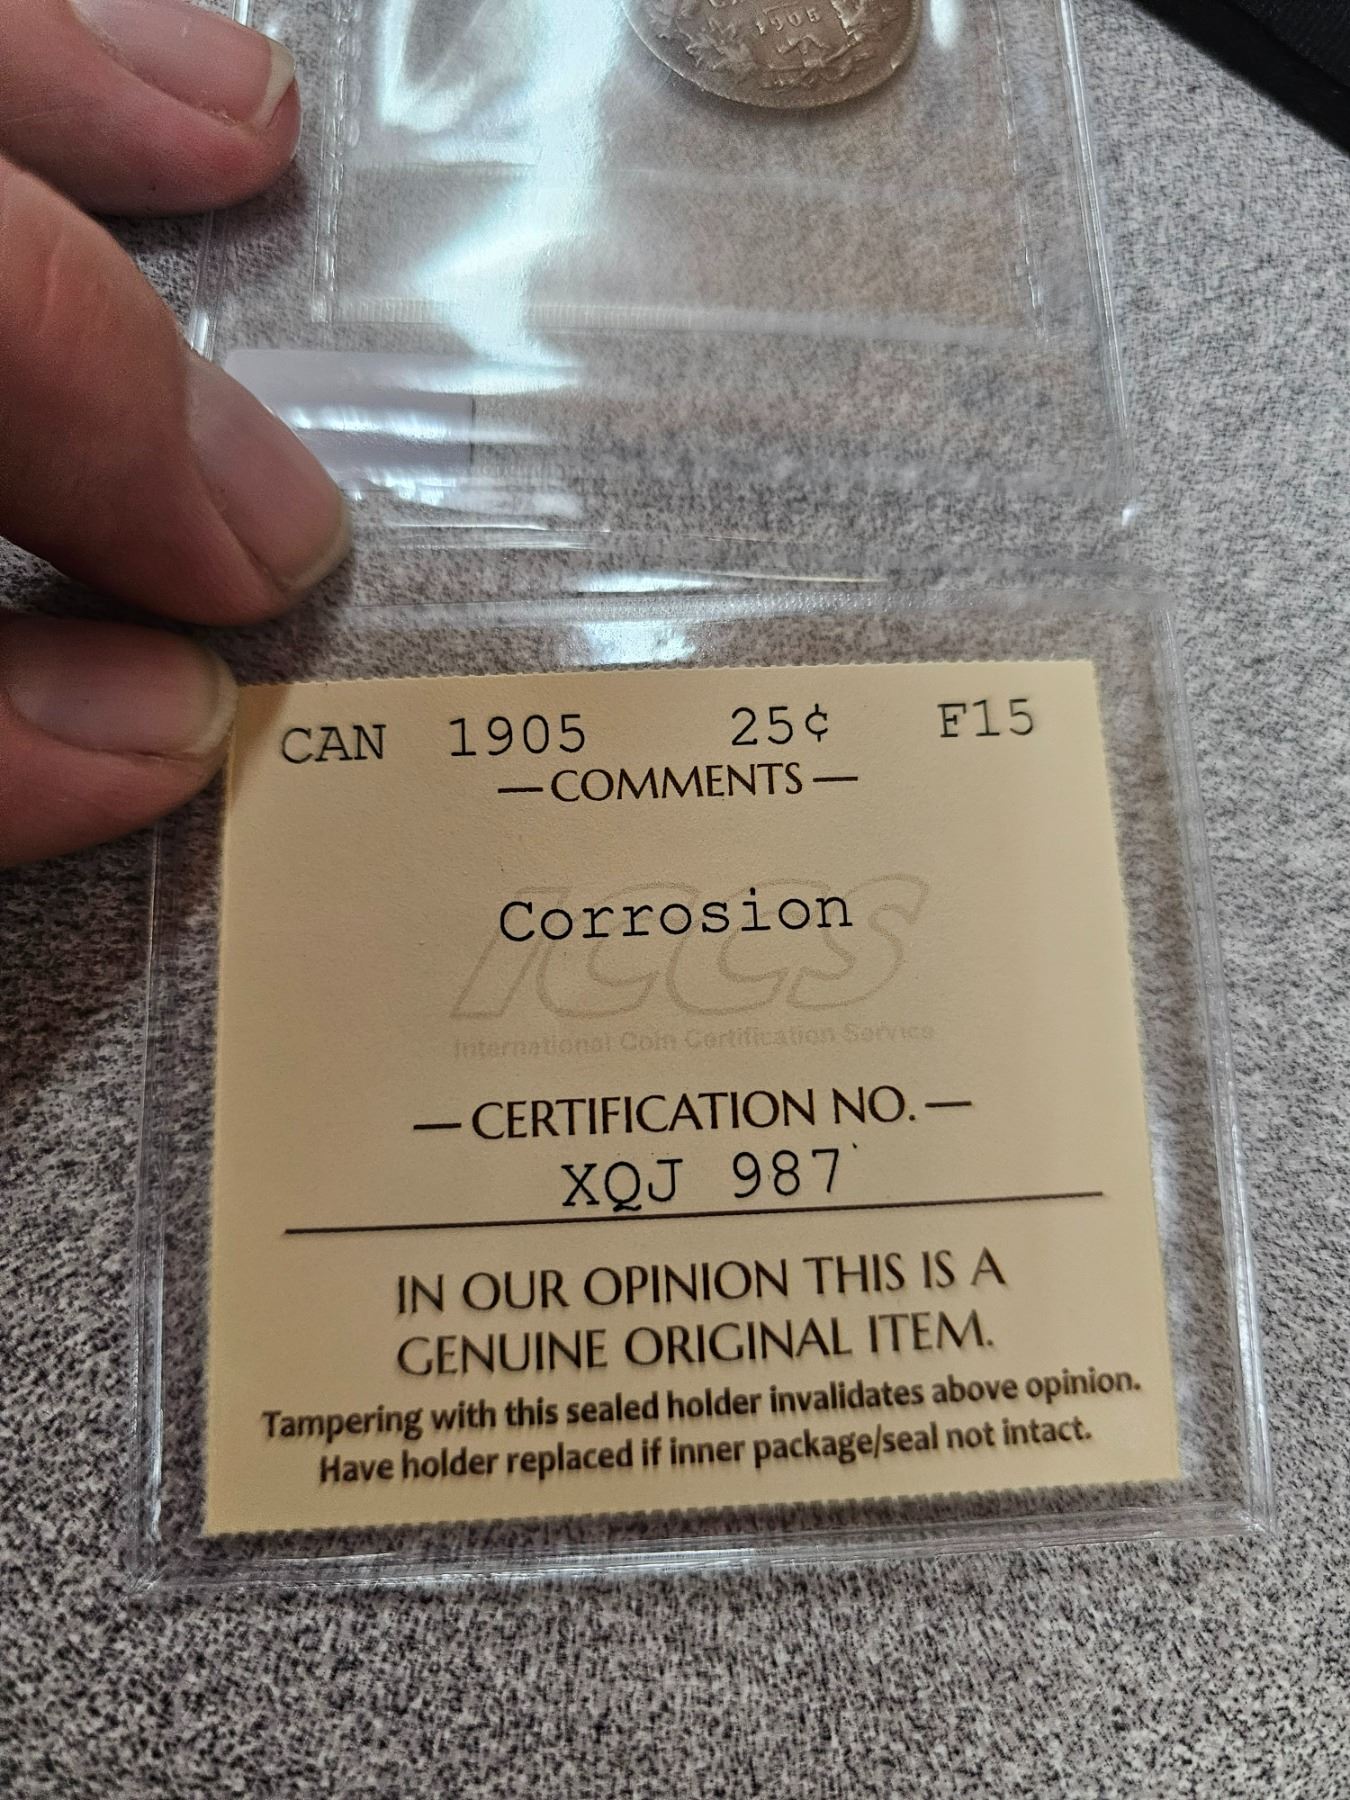 1905
CAN 1905 25¢ F15
—COMMENTS—
Corrosion
ICCS
International Coin Certification Service
—CERTIFICATION NO.—
XQJ 987
IN OUR OPINION THIS IS A
GENUINE ORIGINAL ITEM.
Tampering with this sealed holder invalidates above opinion.
Have holder replaced if inner package/seal not intact.